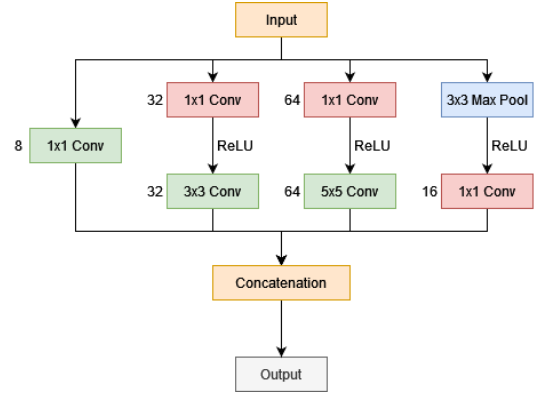 Input
32 1x1 Conv 64 1x1 Conv 3x3 Max Pool
8 1x1 Conv ReLU ReLU ReLU
32 3x3 Conv 64 5x5 Conv 16 1x1 Conv
Concatenation
Output